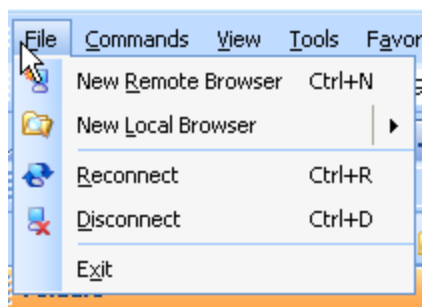 File Commands View Tools Favor
New Remote Browser Ctrl+N
New Local Browser
Reconnect Ctrl+R
Disconnect Ctrl+D
Exit